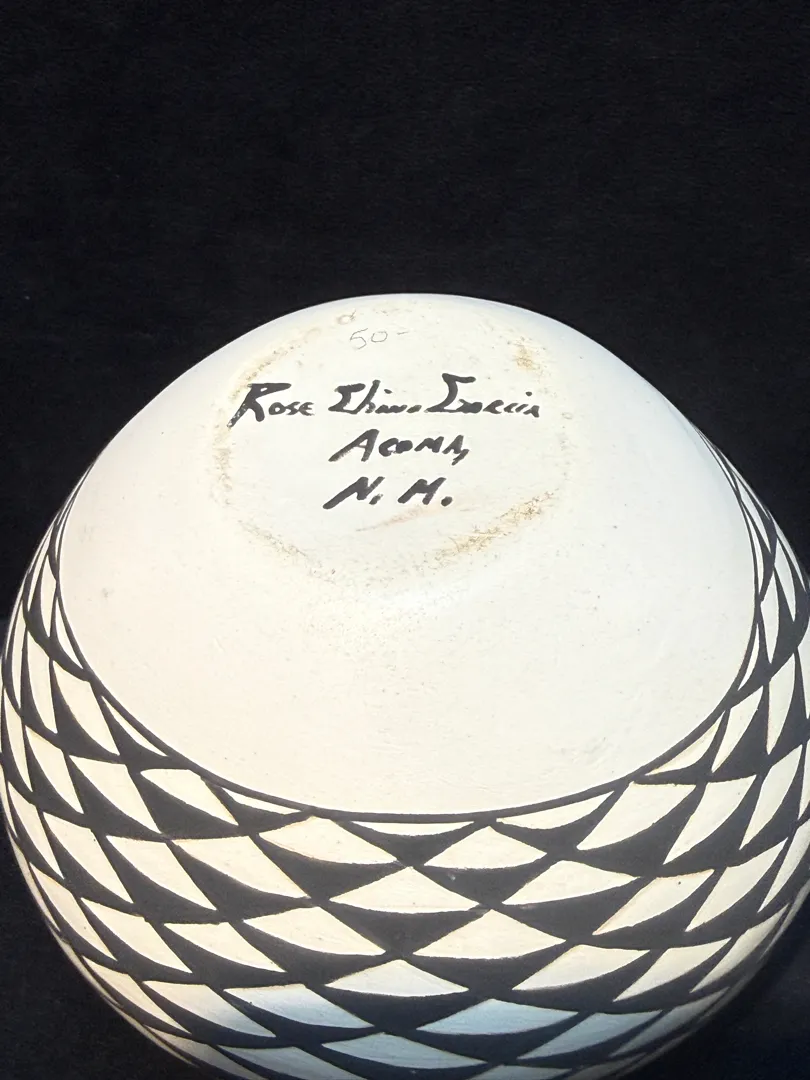 50-
Rose Chino Garcia
Acoma,
N. M.